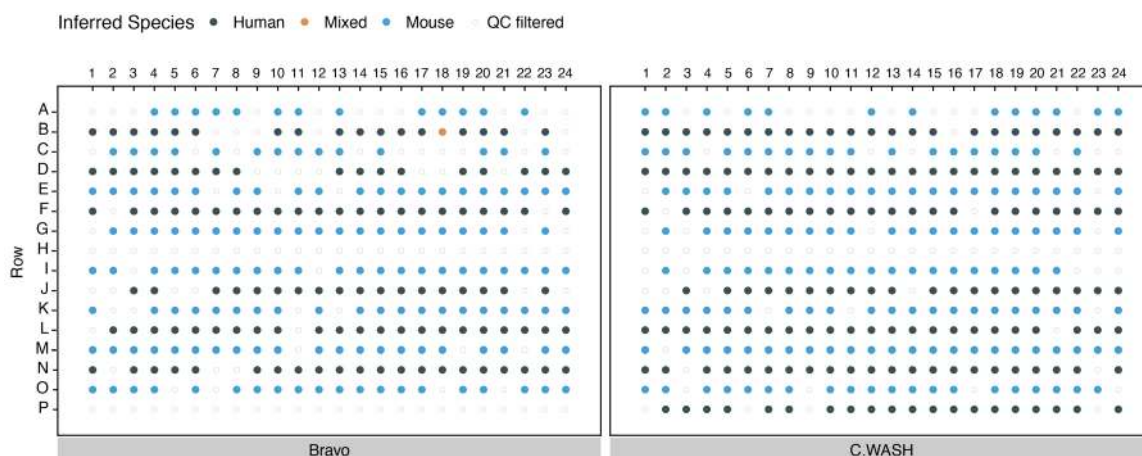 Inferred Species Human Mixed Mouse QC filtered
1 2 3 4 5 6 7 8 9 10 11 12 13 14 15 16 17 18 19 20 21 22 23 24
1 2 3 4 5 6 7 8 9 10 11 12 13 14 15 16 17 18 19 20 21 22 23 24
Row
A
B
C
D
E
F
G
H
I
J
K
L
M
N
O
P
Bravo
C.WASH